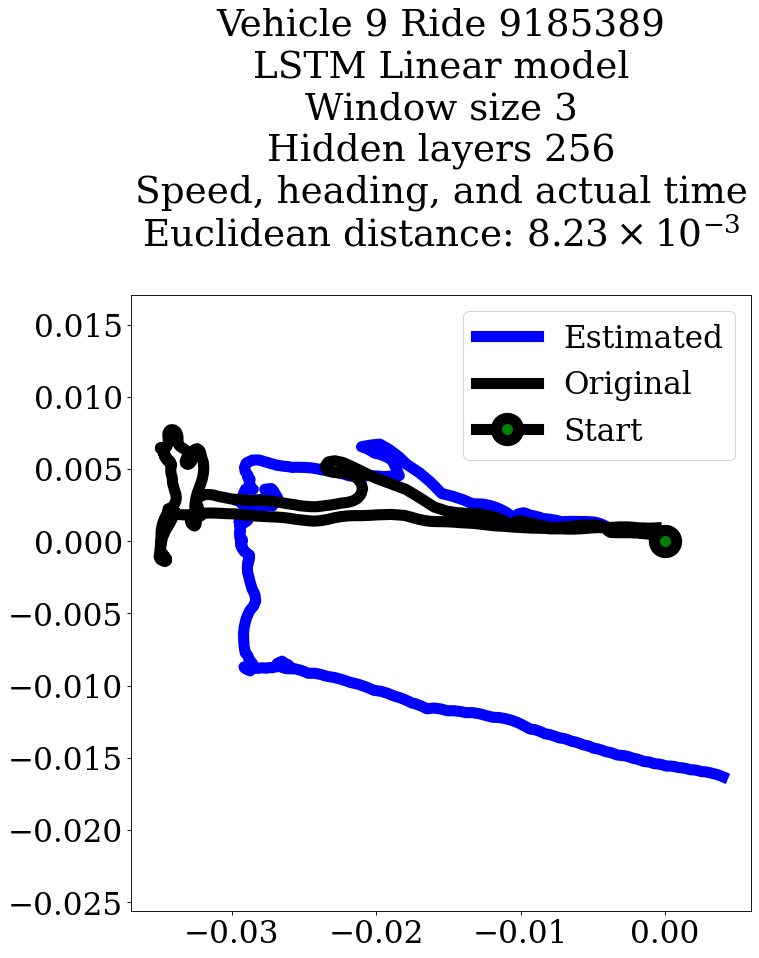 Vehicle 9 Ride 9185389
LSTM Linear model
Window size 3
Hidden layers 256
Speed, heading, and actual time
Euclidean distance: 8.23 × 10⁻³
Estimated
Original
Start
0.015
0.010
0.005
0.000
−0.005
−0.010
−0.015
−0.020
−0.025
−0.03 −0.02 −0.01 0.00